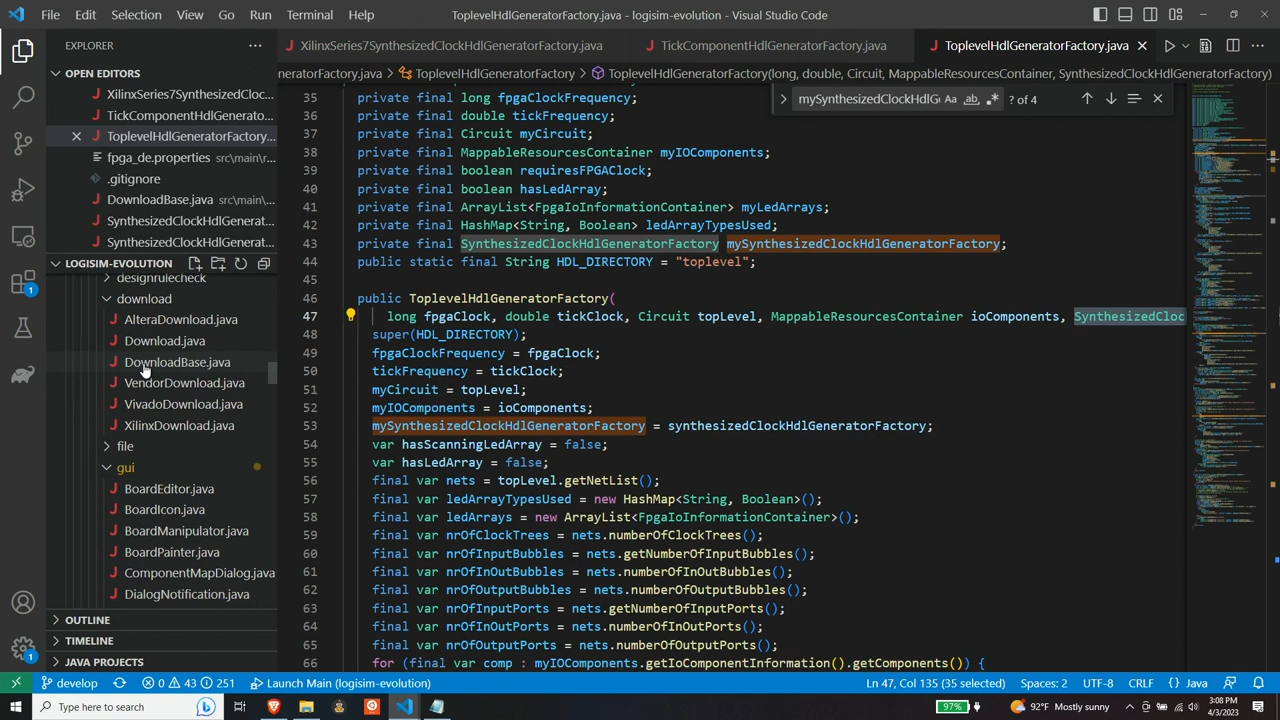 File Edit Selection View Go Run Terminal Help
ToplevelHdlGeneratorFactory.java - logisim-evolution - Visual Studio Code
EXPLORER
XilinxSeries7SynthesizedClockHdlGeneratorFactory.java
TickComponentHdlGeneratorFactory.java
ToplevelHdlGeneratorFactory.java
OPEN EDITORS
neratorFactory.java
ToplevelHdlGeneratorFactory
ToplevelHdlGeneratorFactory(long, double, Circuit, MappableResourcesContainer, SynthesizedClockHdlGeneratorFactory)
XilinxSeries7SynthesizedCloc...
TickComponentHdlGenerato...
ToplevelHdlGeneratorFactory...
fpga_de.properties src\main\r...
.gitignore
DownloadBase.java src\main...
SynthesizedClockHdlGenerat...
SynthesizedClockHdlGenerat...
LOGISIM-EVOLUTION
designrulecheck
download
AlteraDownload.java
Download.java
DownloadBase.java
VendorDownload.java
VivadoDownload.java
XilinxDownload.java
file
gui
BoardEditor.java
BoardIcon.java
BoardManipulator.java
BoardPainter.java
ComponentMapDialog.java
DialogNotification.java
OUTLINE
TIMELINE
JAVA PROJECTS
mySynthesizedClockHdlG ab ? of 4
35 private final long fpgaClockFrequency;
36 private final double tickFrequency;
37 private final Circuit myCircuit;
38 private final MappableResourcesContainer myIOComponents;
39 private final boolean requiresFPGAClock;
40 private final boolean hasLedArray;
41 private final ArrayList<FpgaIoInformationContainer> myLedArrays;
42 private final HashMap<String, Boolean> ledArrayTypesUsed;
43 private final SynthesizedClockHdlGeneratorFactory mySynthesizedClockHdlGeneratorFactory;
44 public static final String HDL_DIRECTORY = "toplevel";
45
46 public ToplevelHdlGeneratorFactory(
47 long fpgaClock, double tickClock, Circuit topLevel, MappableResourcesContainer ioComponents, SynthesizedCloc
48 super(HDL_DIRECTORY);
49 fpgaClockFrequency = fpgaClock;
50 tickFrequency = tickClock;
51 myCircuit = topLevel;
52 myIOComponents = ioComponents;
53 mySynthesizedClockHdlGeneratorFactory = synthesizedClockHdlGeneratorFactory;
54 var hasScanningLedArray = false;
55 var hasLedArray = false;
56 final var nets = topLevel.getNetList();
57 final var ledArrayTypesUsed = new HashMap<String, Boolean>();
58 final var ledArrays = new ArrayList<FpgaIoInformationContainer>();
59 final var nrOfClockTrees = nets.numberOfClockTrees();
60 final var nrOfInputBubbles = nets.getNumberOfInputBubbles();
61 final var nrOfInOutBubbles = nets.numberOfInOutBubbles();
62 final var nrOfOutputBubbles = nets.numberOfOutputBubbles();
63 final var nrOfInputPorts = nets.getNumberOfInputPorts();
64 final var nrOfInOutPorts = nets.numberOfInOutPorts();
65 final var nrOfOutputPorts = nets.numberOfOutputPorts();
66 for (final var comp : myIOComponents.getIoComponentInformation().getComponents()) {
develop 0 43 251 Launch Main (logisim-evolution)
Ln 47, Col 135 (35 selected) Spaces: 2 UTF-8 CRLF {} Java
Type here to search
97% 92°F Mostly sunny 3:08 PM
4/3/2023